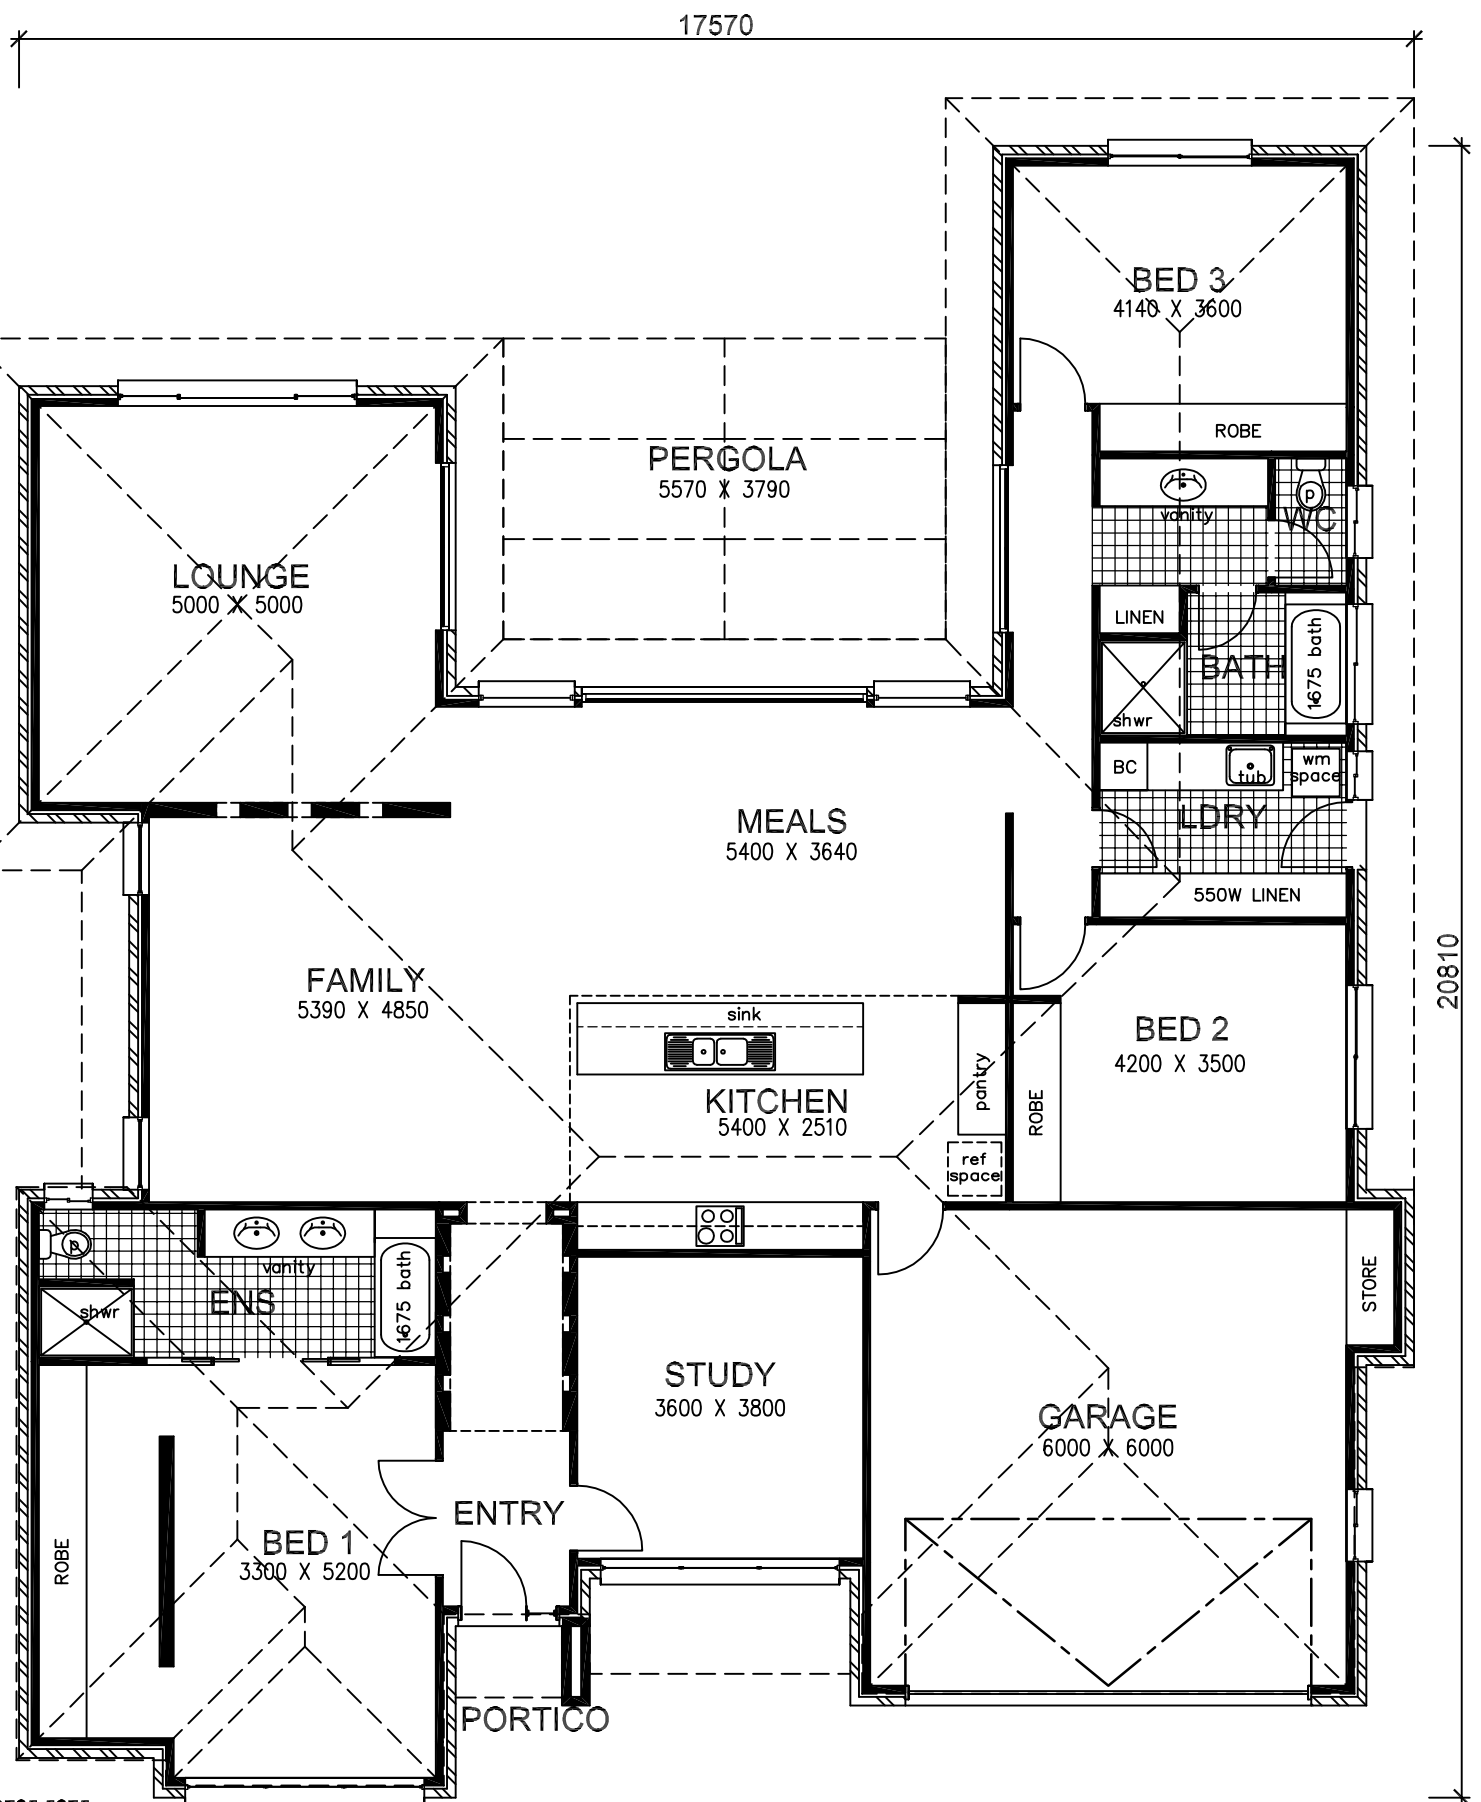 17570
BED 3
4140 X 3600
ROBE
PERGOLA
5570 X 3790
vanity
p
WC
LOUNGE
5000 X 5000
LINEN
BATH
1675 bath
shwr
BC
tub
wm
space
LDRY
MEALS
5400 X 3640
550W LINEN
20810
FAMILY
5390 X 4850
sink
BED 2
4200 X 3500
pantry
KITCHEN
5400 X 2510
ROBE
ref
space
p
vanity
1675 bath
ENS
shwr
STORE
STUDY
3600 X 3800
GARAGE
6000 X 6000
ENTRY
BED 1
3300 X 5200
ROBE
PORTICO